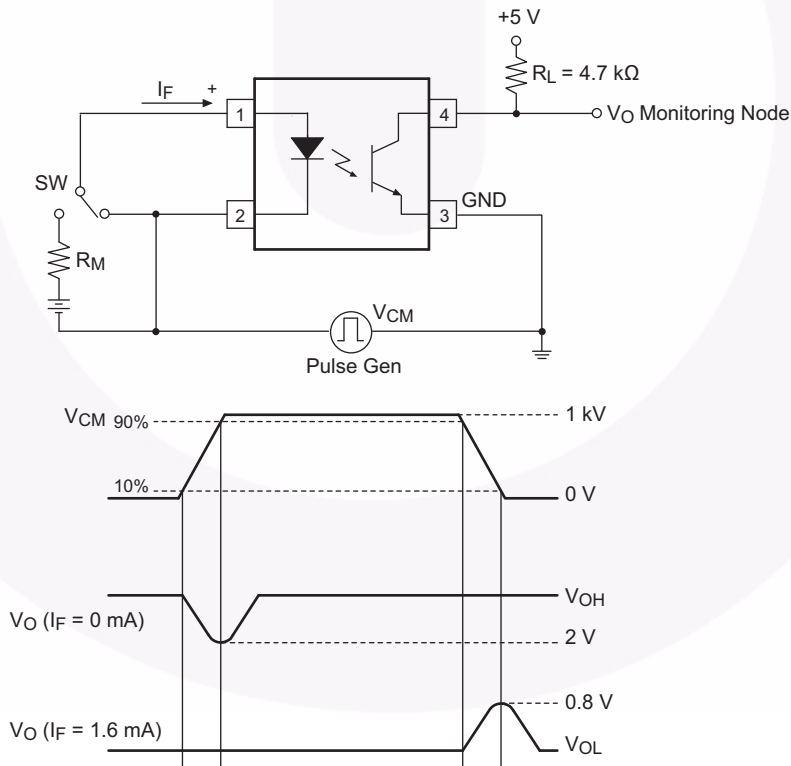 +5 V
RL = 4.7 kΩ
IF +
1
4
VO Monitoring Node
SW
2
3
GND
RM
VCM
Pulse Gen
VCM 90%
1 kV
10%
0 V
VOH
VO (IF = 0 mA)
2 V
0.8 V
VO (IF = 1.6 mA)
VOL